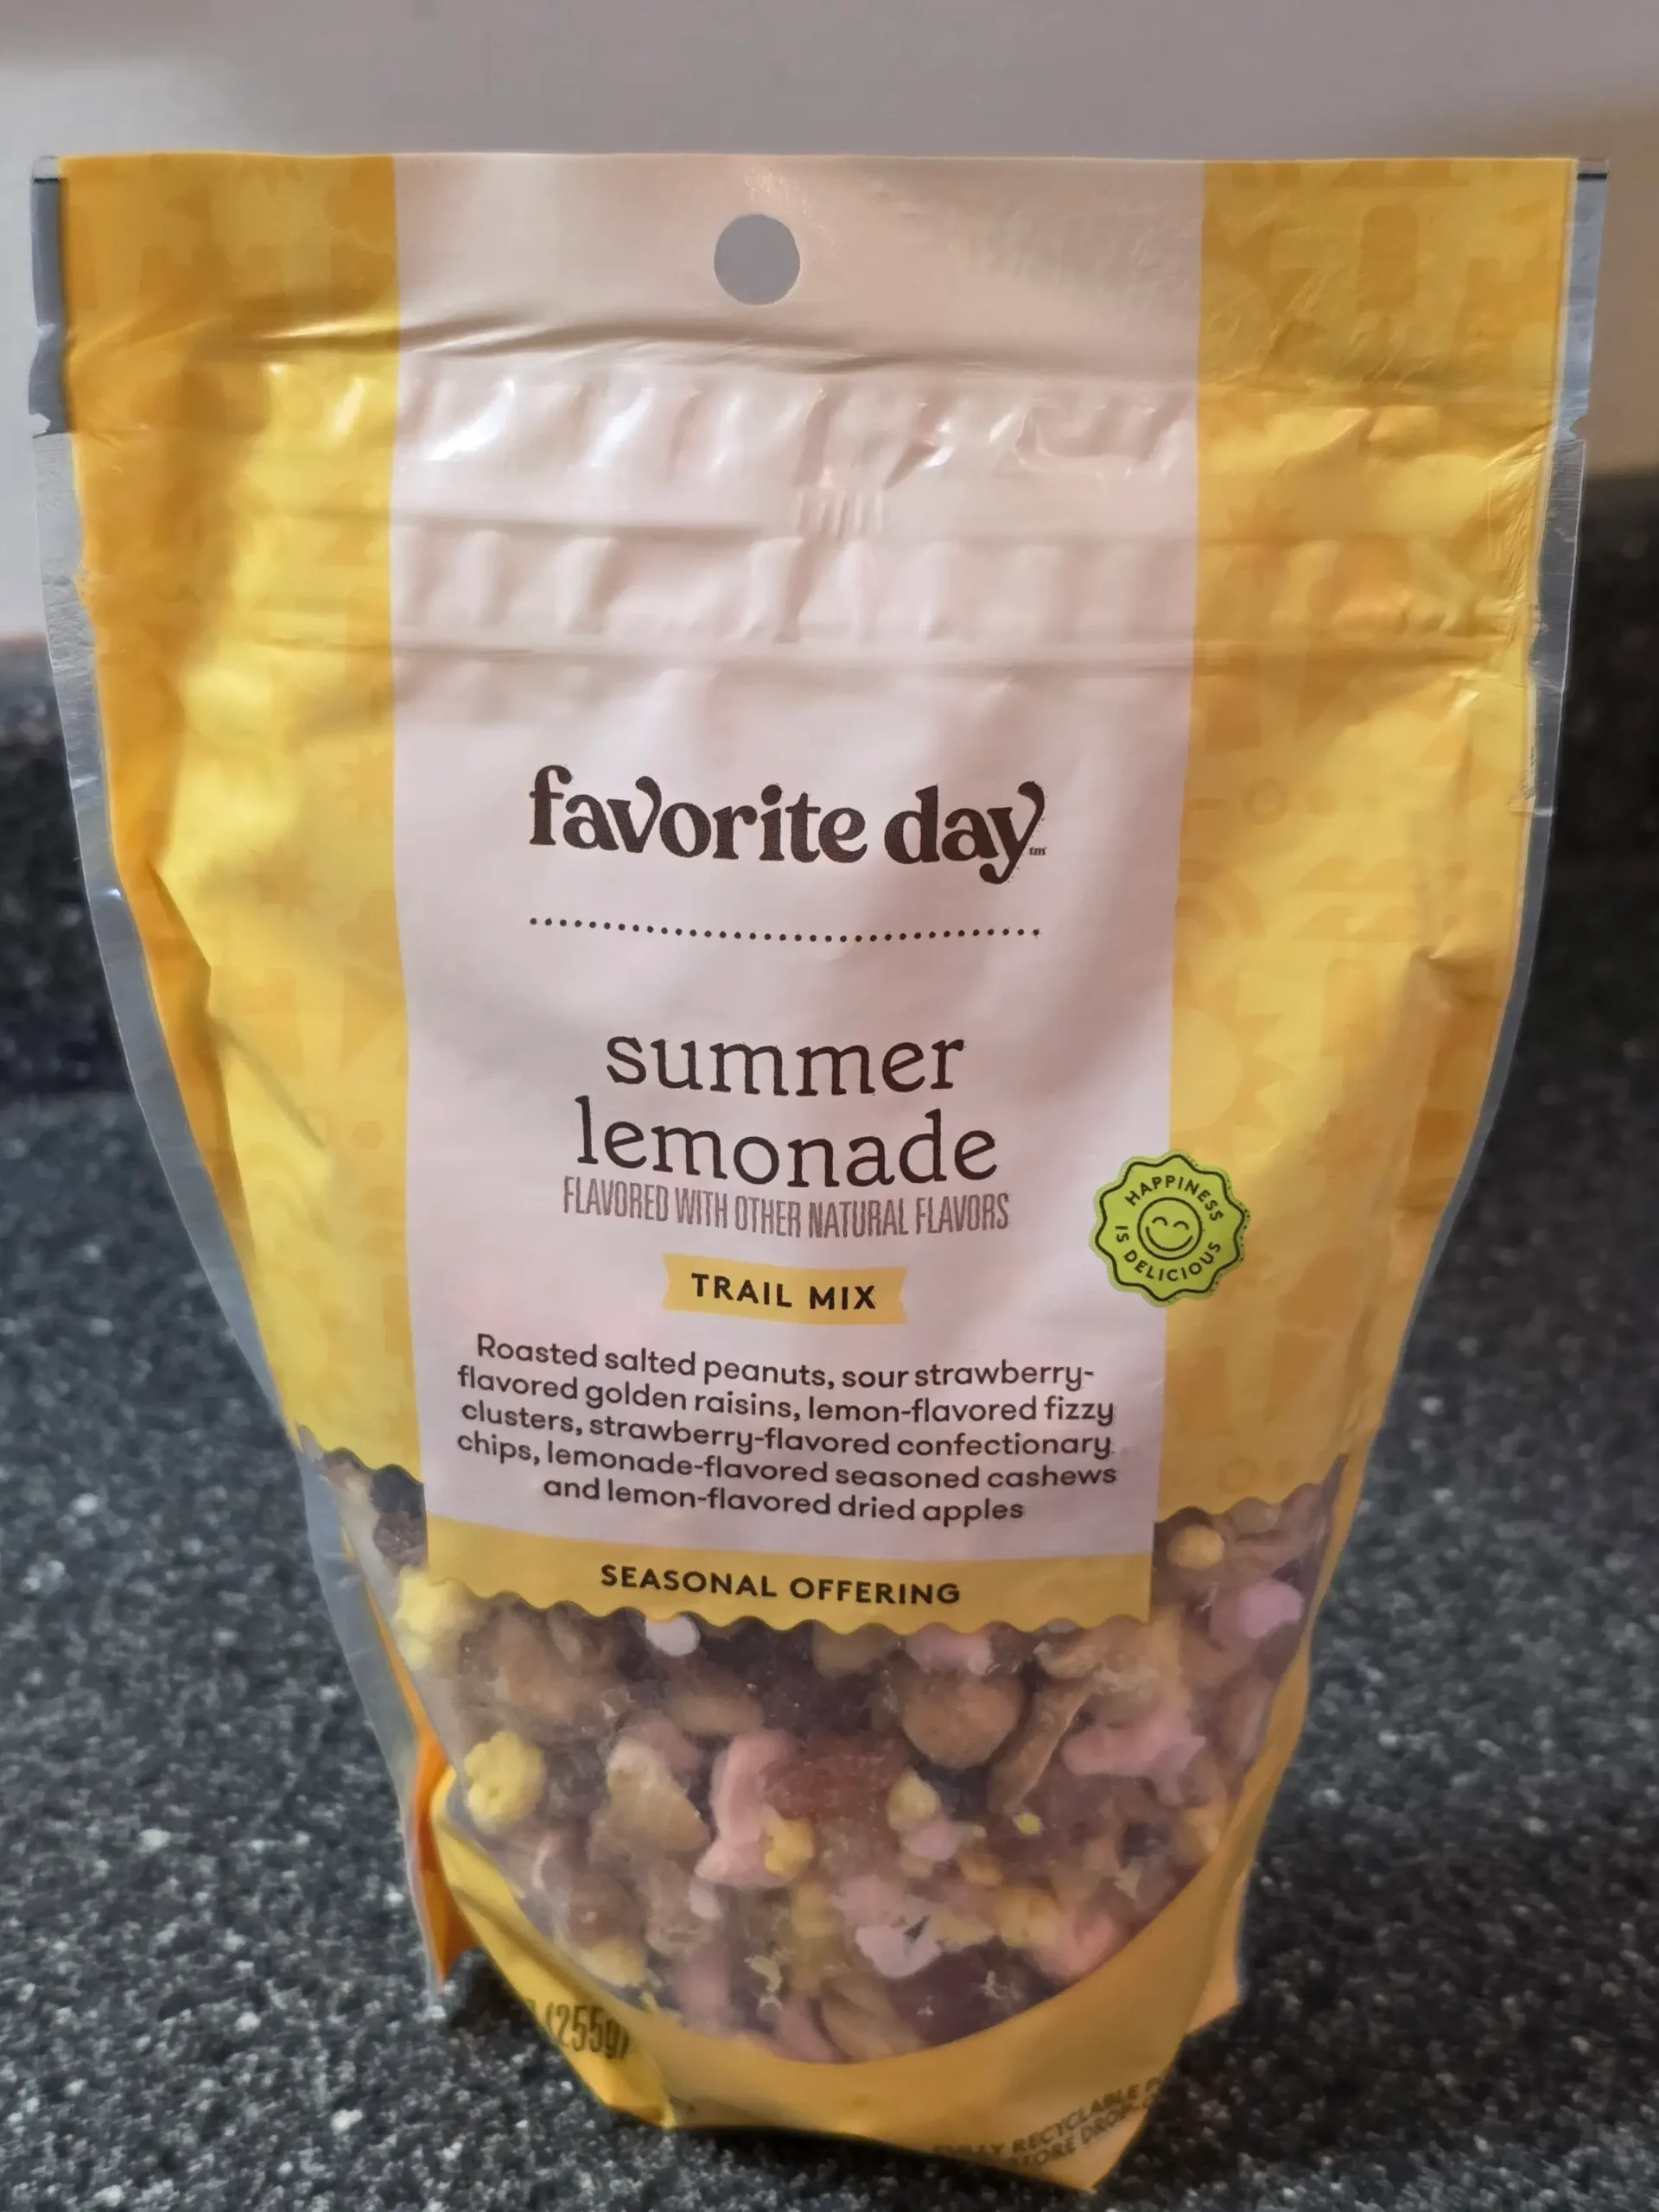 favorite day™
summer
lemonade
FLAVORED WITH OTHER NATURAL FLAVORS
HAPPINESS
IS DELICIOUS
TRAIL MIX
Roasted salted peanuts, sour strawberry-
flavored golden raisins, lemon-flavored fizzy
clusters, strawberry-flavored confectionary
chips, lemonade-flavored seasoned cashews
and lemon-flavored dried apples
SEASONAL OFFERING
(255g)
RECYCLABLE